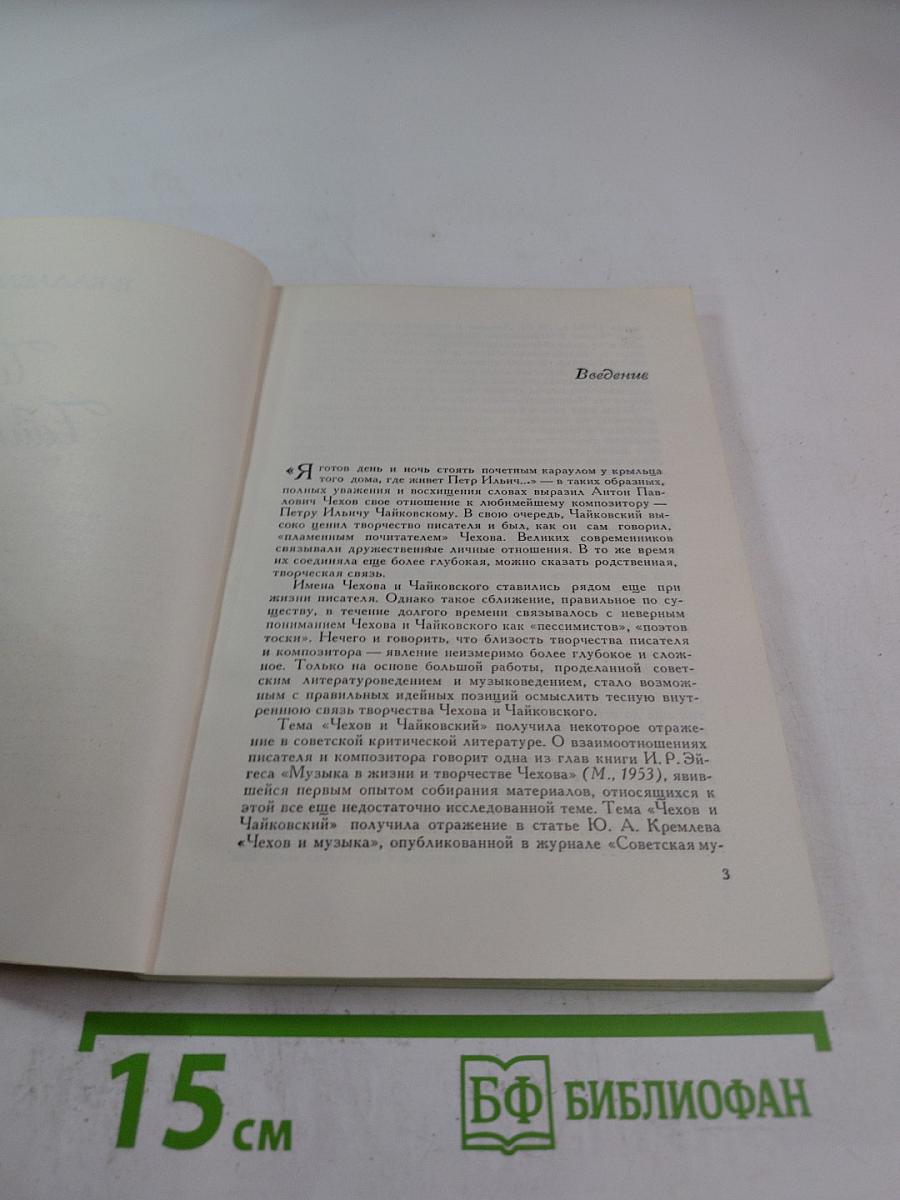 Введение
«Я готов день и ночь стоять почетным караулом у крыльца
того дома, где живет Петр Ильич...» — в таких образных,
полных уважения и восхищения словах выразил Антон Пав-
лович Чехов свое отношение к любимейшему композитору —
Петру Ильичу Чайковскому. В свою очередь, Чайковский вы-
соко ценил творчество писателя и был, как он сам говорил,
«пламенным почитателем» Чехова. Великих современников
связывали дружественные личные отношения. В то же время
их соединяла еще более глубокая, можно сказать родственная,
творческая связь.
Имена Чехова и Чайковского ставились рядом еще при
жизни писателя. Однако такое сближение, правильное по су-
ществу, в течение долгого времени связывалось с неверным
пониманием Чехова и Чайковского как «пессимистов», «поэтов
тоски». Нечего и говорить, что близость творчества писателя
и композитора — явление неизмеримо более глубокое и слож-
ное. Только на основе большой работы, проделанной совет-
ским литературоведением и музыковедением, стало возмож-
ным с правильных идейных позиций осмыслить тесную внут-
реннюю связь творчества Чехова и Чайковского.
Тема «Чехов и Чайковский» получила некоторое отраже-
ние в советской критической литературе. О взаимоотношениях
писателя и композитора говорит одна из глав книги И. Р. Эй-
геса «Музыка в жизни и творчестве Чехова» (М., 1953), явив-
шейся первым опытом собирания материалов, относящихся к
этой все еще недостаточно исследованной теме. Тема «Чехов и
Чайковский» получила отражение в статье Ю. А. Кремлева
«Чехов и музыка», опубликованной в журнале «Советская му-
3
15 см
БФ БИБЛИОФАН